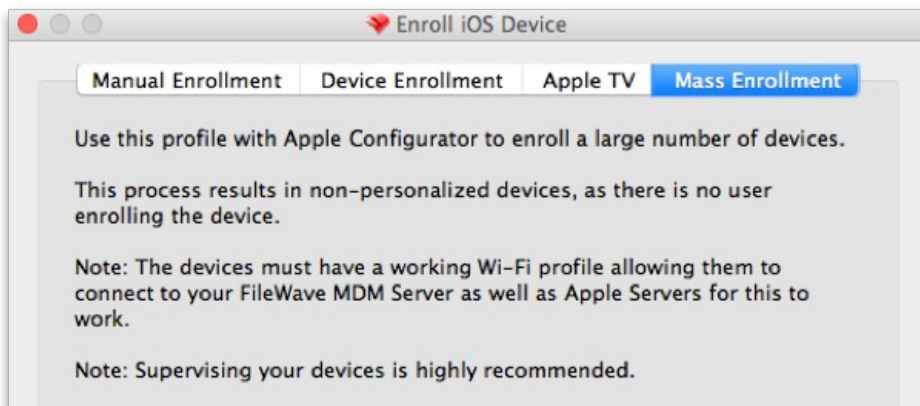 Enroll iOS Device
Manual Enrollment Device Enrollment Apple TV Mass Enrollment
Use this profile with Apple Configurator to enroll a large number of devices.
This process results in non-personalized devices, as there is no user
enrolling the device.
Note: The devices must have a working Wi-Fi profile allowing them to
connect to your FileWave MDM Server as well as Apple Servers for this to
work.
Note: Supervising your devices is highly recommended.